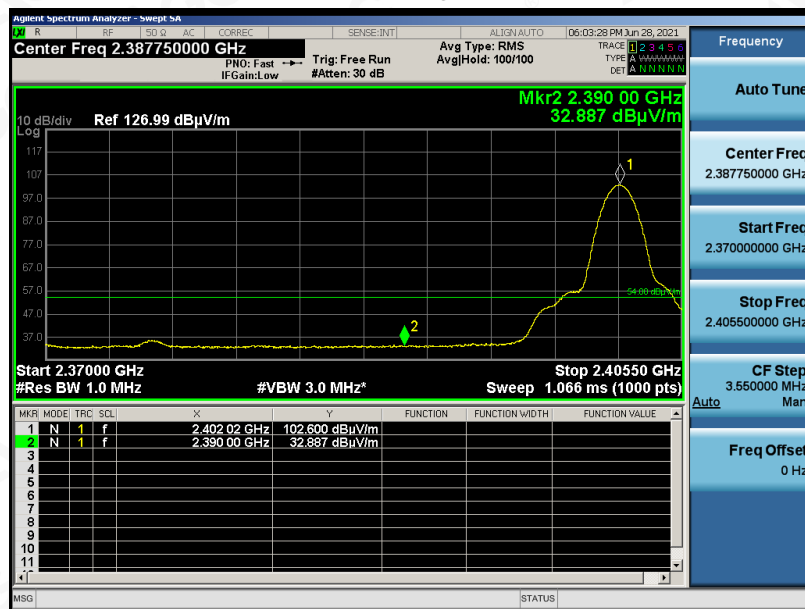 Agilent Spectrum Analyzer - Swept SA
LXI R RF 50 Ω AC CORREC SENSE:INT ALIGN AUTO 06:03:28 PM Jun 28, 2021
Center Freq 2.387750000 GHz
PNO: Fast
IFGain:Low
Trig: Free Run
#Atten: 30 dB
Avg Type: RMS
Avg|Hold: 100/100
TRACE 1 2 3 4 5 6
TYPE A WWWWW
DET A N N N N N
Mkr2 2.390 00 GHz
32.887 dBµV/m
10 dB/div Ref 126.99 dBµV/m
Log
117
107
97.0
87.0
77.0
67.0
57.0
47.0
37.0
1
54.00 dBµV/m
2
Start 2.37000 GHz Stop 2.40550 GHz
#Res BW 1.0 MHz #VBW 3.0 MHz* Sweep 1.066 ms (1000 pts)
MKR MODE TRC SCL X Y FUNCTION FUNCTION WIDTH FUNCTION VALUE
1 N 1 f 2.402 02 GHz 102.600 dBµV/m
2 N 1 f 2.390 00 GHz 32.887 dBµV/m
3
4
5
6
7
8
9
10
11
MSG STATUS
Frequency
Auto Tune
Center Freq
2.387750000 GHz
Start Freq
2.370000000 GHz
Stop Freq
2.405500000 GHz
CF Step
3.550000 MHz
Auto Man
Freq Offset
0 Hz